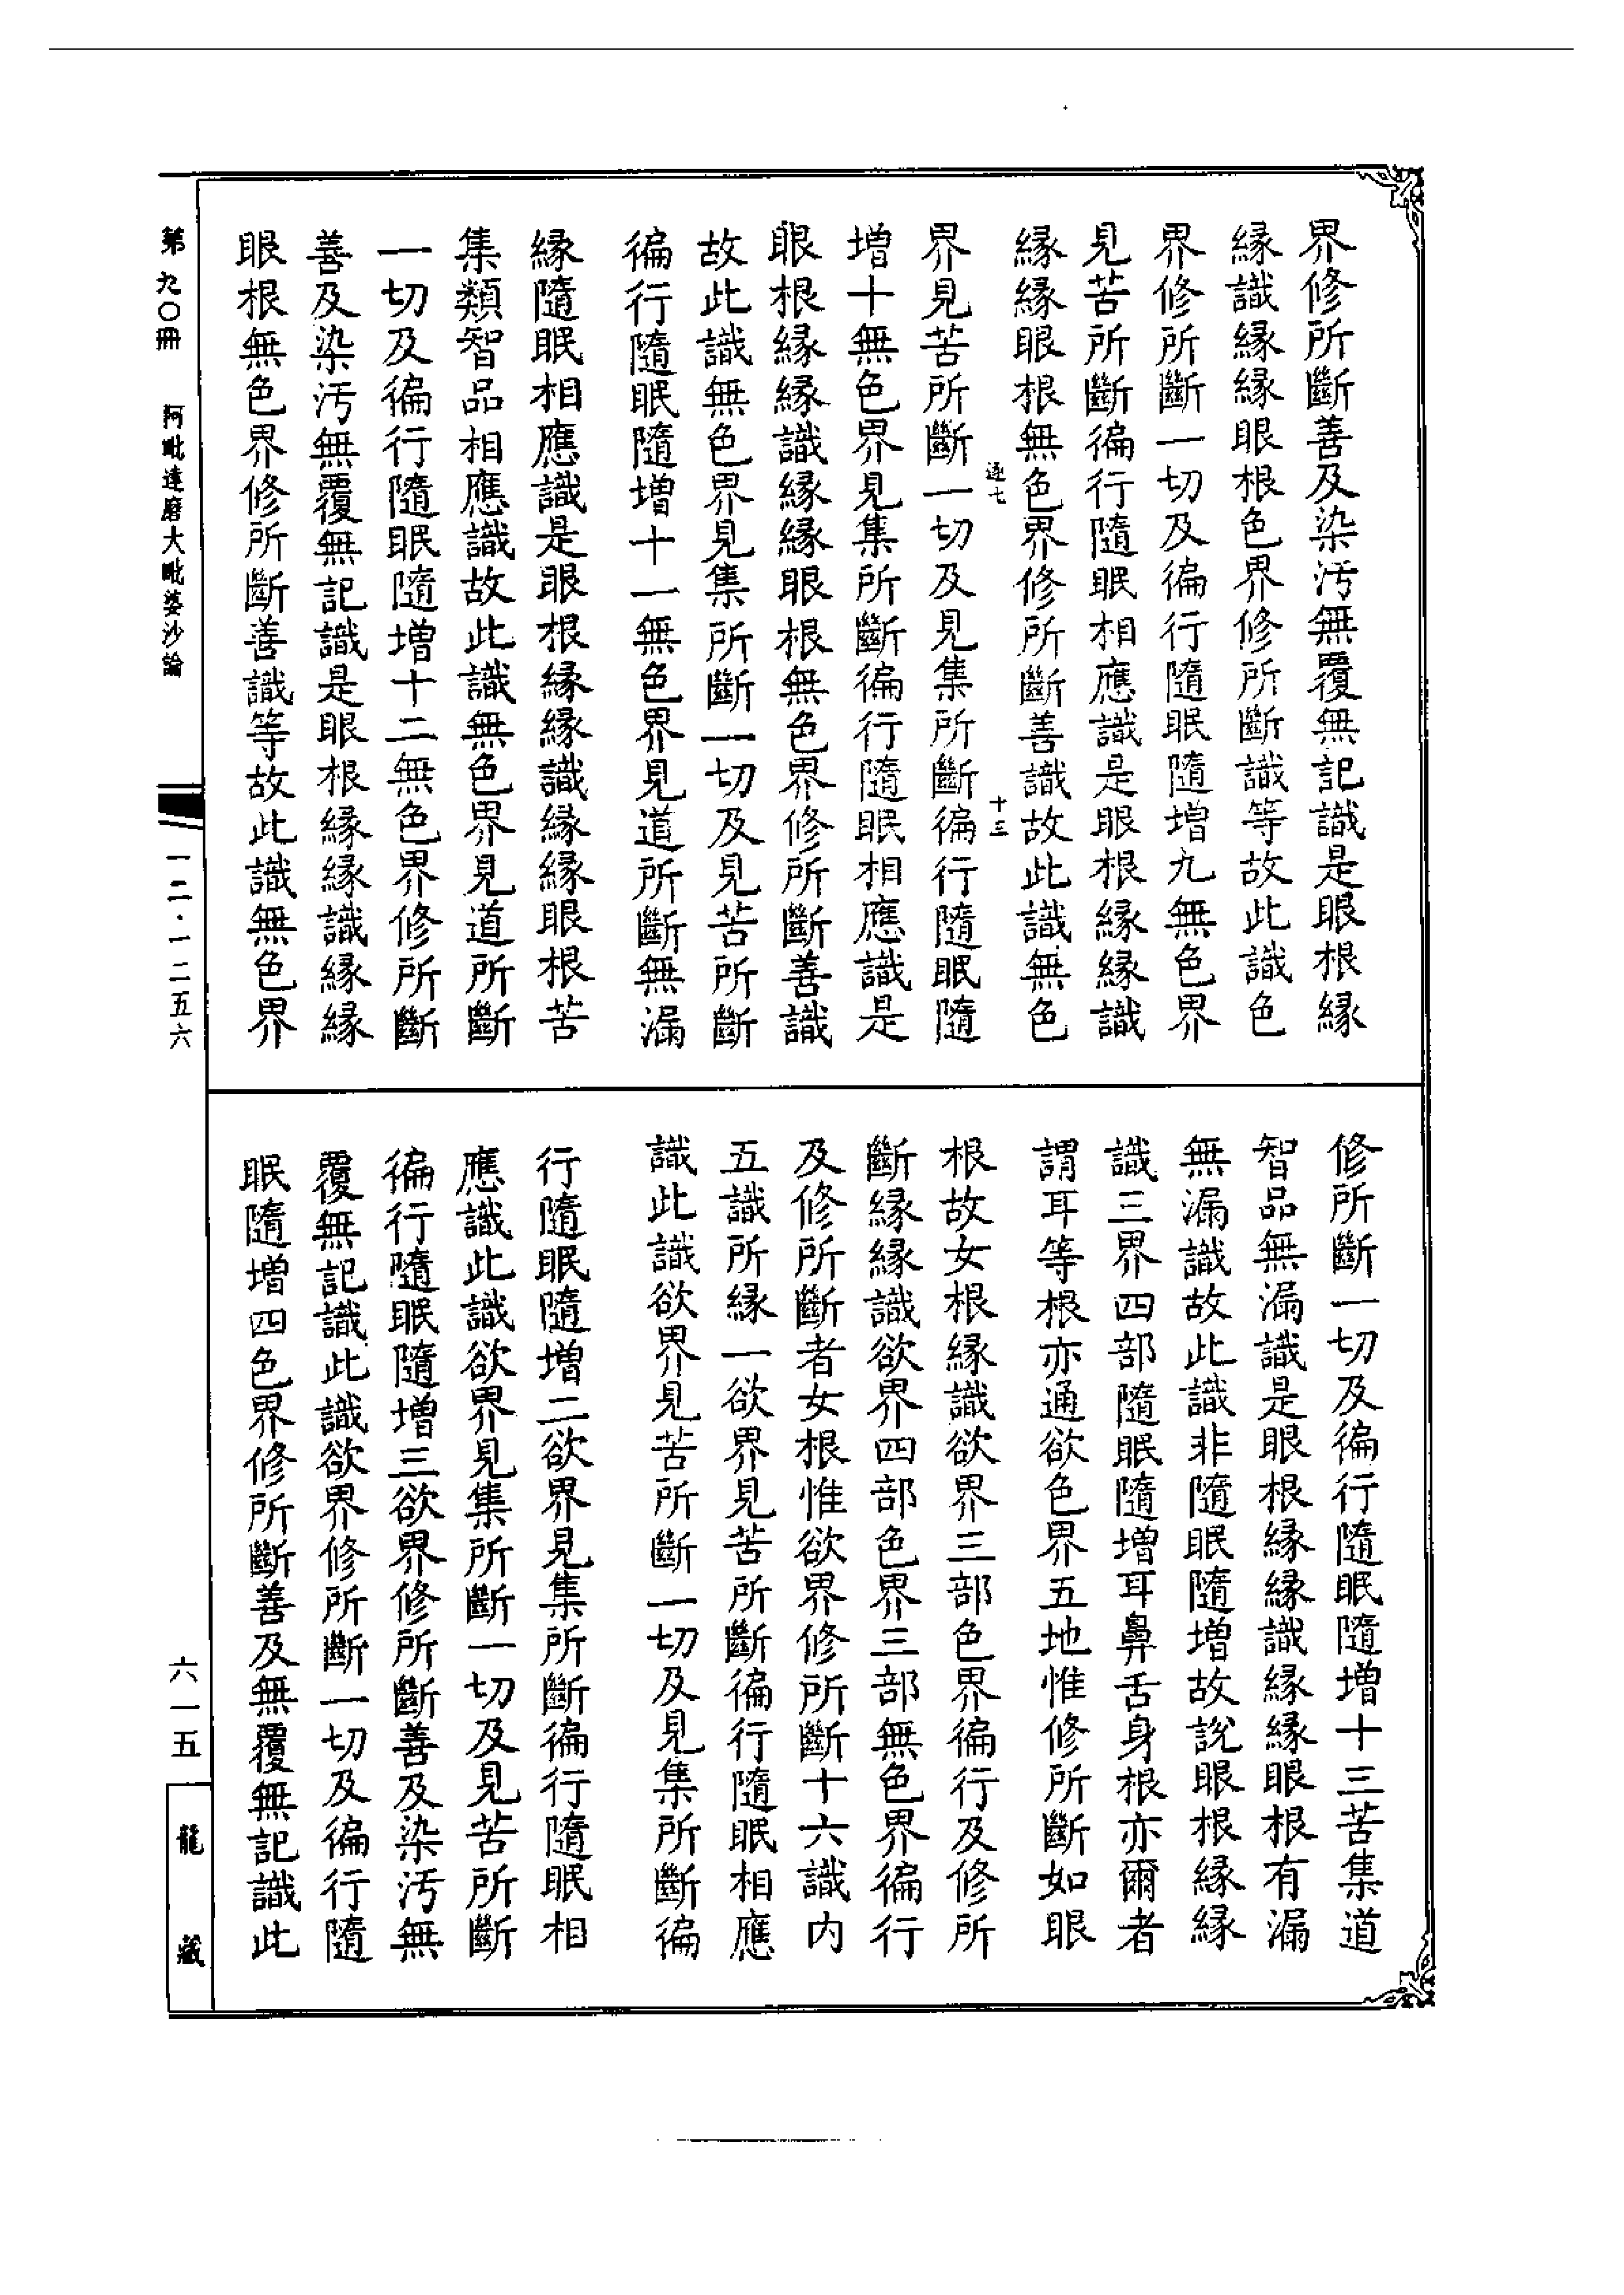 界修所斷善及染汚無覆無記識是眼根緣
緣識緣緣眼根色界修所斷識等故此識色
界修所斷一切及徧行隨眠隨增九無色界
見苦所斷徧行隨眠相應識是眼根緣緣識
緣緣眼根無色界修所斷善識故此識無色
逐七
十三
界見苦所斷一切及見集所斷徧行隨眠隨
增十無色界見集所斷徧行隨眠相應識是
眼根緣緣識緣緣眼根無色界修所斷善識
故此識無色界見集所斷一切及見苦所斷
徧行隨眠隨增十一無色界見道所斷無漏
緣隨眠相應識是眼根緣緣識緣緣眼根苦
集類智品相應識故此識無色界見道所斷
一切及徧行隨眠隨增十二無色界修所斷
善及染汚無覆無記識是眼根緣緣識緣緣
眼根無色界修所斷善識等故此識無色界
修所斷一切及徧行隨眠隨增十三苦集道
智品無漏識是眼根緣緣識緣緣眼根有漏
無漏識故此識非隨眠隨增故說眼根緣緣
識三界四部隨眠隨增耳鼻舌身根亦爾者
謂耳等根亦通欲色界五地惟修所斷如眼
根故女根緣識欲界三部色界徧行及修所
斷緣緣識欲界四部色界三部無色界徧行
及修所斷者女根惟欲界修所斷十六識內
五識所緣一欲界見苦所斷徧行隨眠相應
識此識欲界見苦所斷一切及見集所斷徧
行隨眠隨增二欲界見集所斷徧行隨眠相
應識此識欲界見集所斷一切及見苦所斷
徧行隨眠隨增三欲界修所斷善及染汚無
覆無記識此識欲界修所斷一切及徧行隨
眠隨增四色界修所斷善及無覆無記識此
第九〇冊
阿毗達磨大毗婆沙論
一二·一二五六
六一五
龍藏